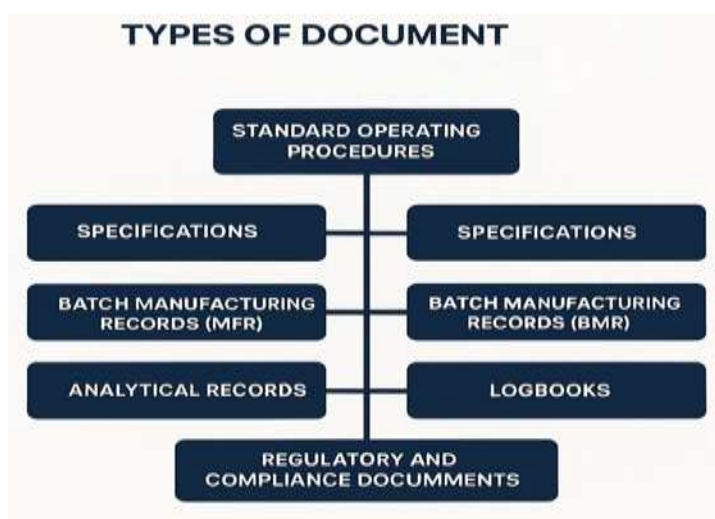 TYPES OF DOCUMENT
STANDARD OPERATING
PROCEDURES
SPECIFICATIONS
SPECIFICATIONS
BATCH MANUFACTURING
RECORDS (MFR)
BATCH MANUFACTURING
RECORDS (BMR)
ANALYTICAL RECORDS
LOGBOOKS
REGULATORY AND
COMPLIANCE DOCUMMENTS